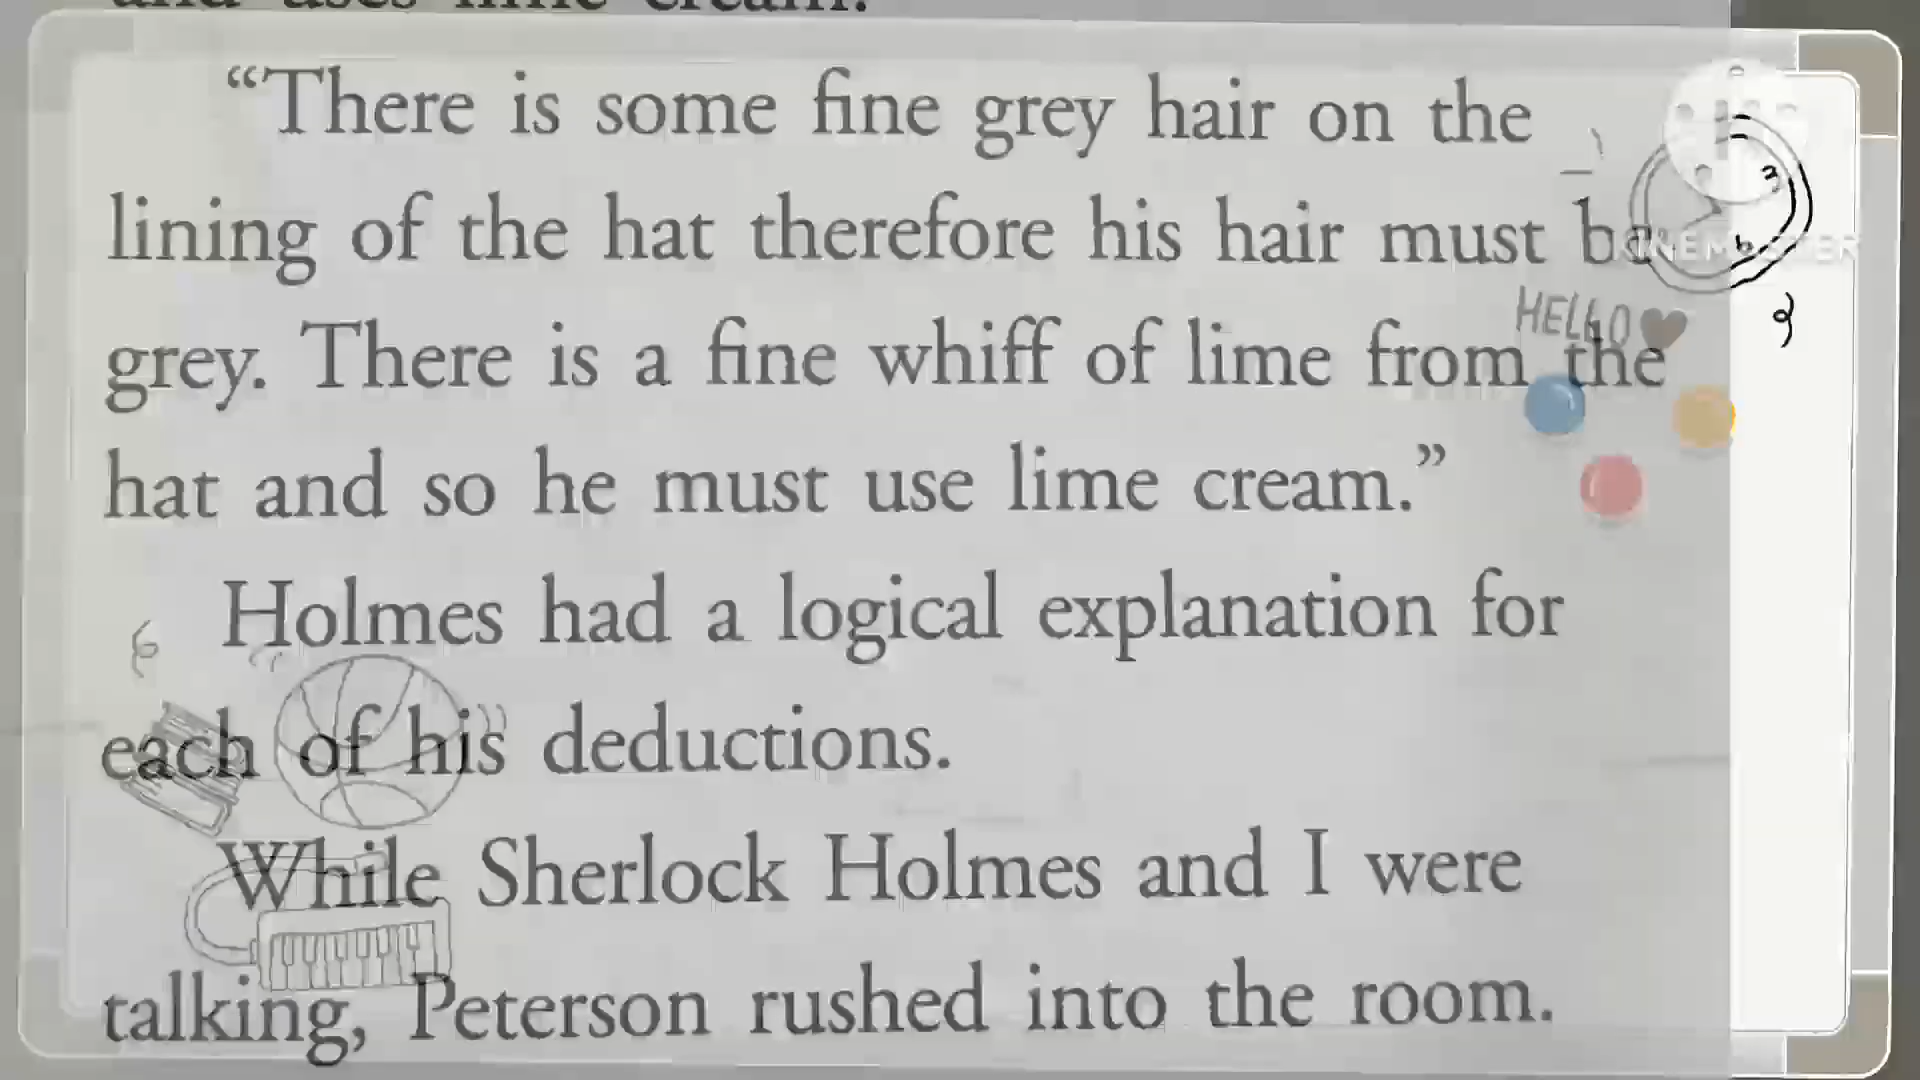 and uses lime cream.
“There is some fine grey hair on the
lining of the hat therefore his hair must be
grey. There is a fine whiff of lime from the
hat and so he must use lime cream.”
Holmes had a logical explanation for
each of his deductions.
While Sherlock Holmes and I were
talking, Peterson rushed into the room.
HELLO
KINEMASTER